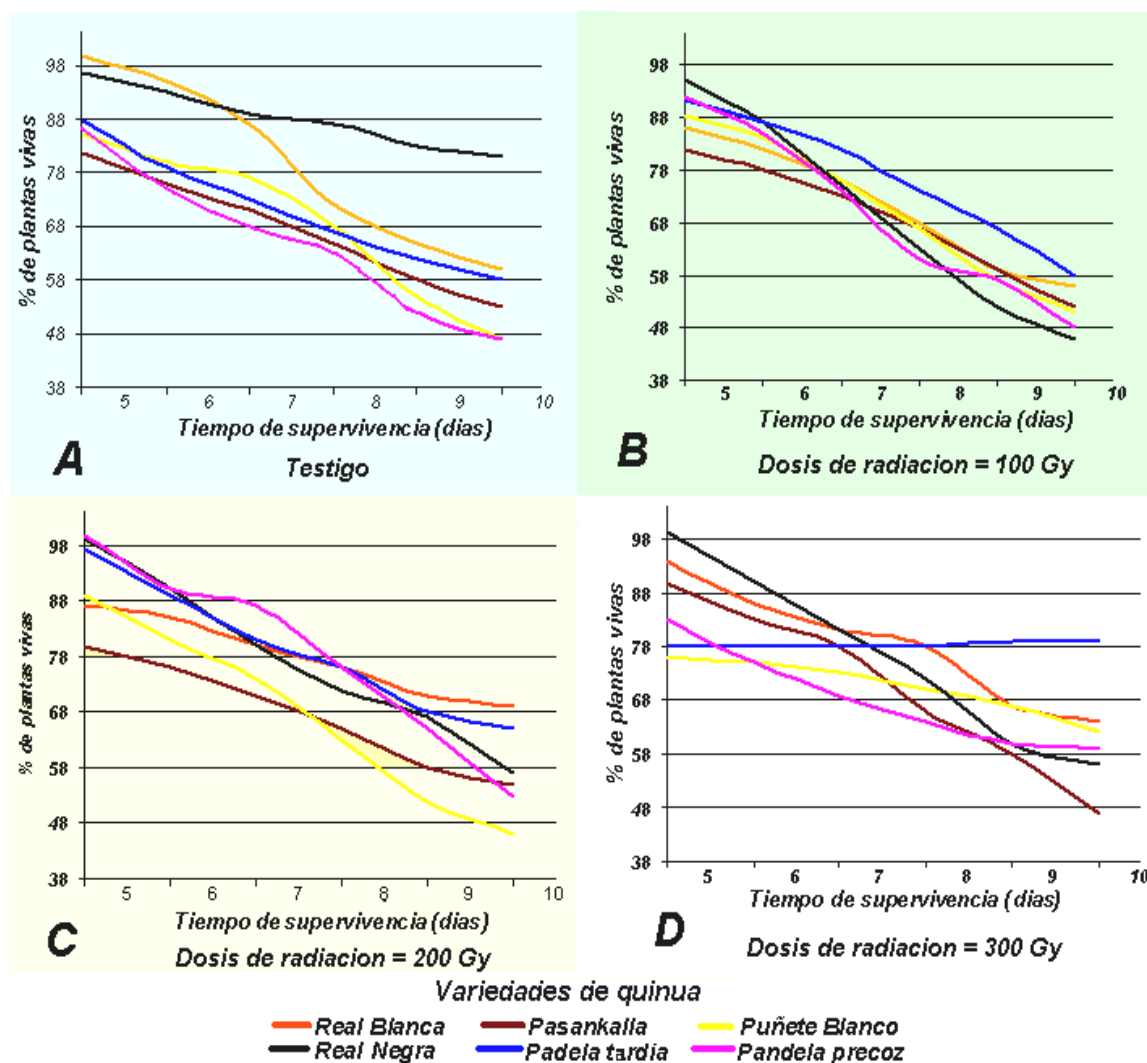 98
88
78
68
58
48
38
% de plantas vivas
5 6 7 8 9 10
Tiempo de supervivencia (dias)
A
Testigo
98
88
78
68
58
48
38
% de plantas vivas
5 6 7 8 9 10
Tiempo de supervivencia (dias)
B
Dosis de radiacion = 100 Gy
98
88
78
68
58
48
38
% de plantas vivas
5 6 7 8 9 10
Tiempo de supervivencia (dias)
C
Dosis de radiacion = 200 Gy
98
88
78
68
58
48
38
% de plantas vivas
5 6 7 8 9 10
Tiempo de supervivencia (dias)
D
Dosis de radiacion = 300 Gy
Variedades de quinua
Real Blanca Pasankalla Puñete Blanco
Real Negra Padela tardia Pandela precoz